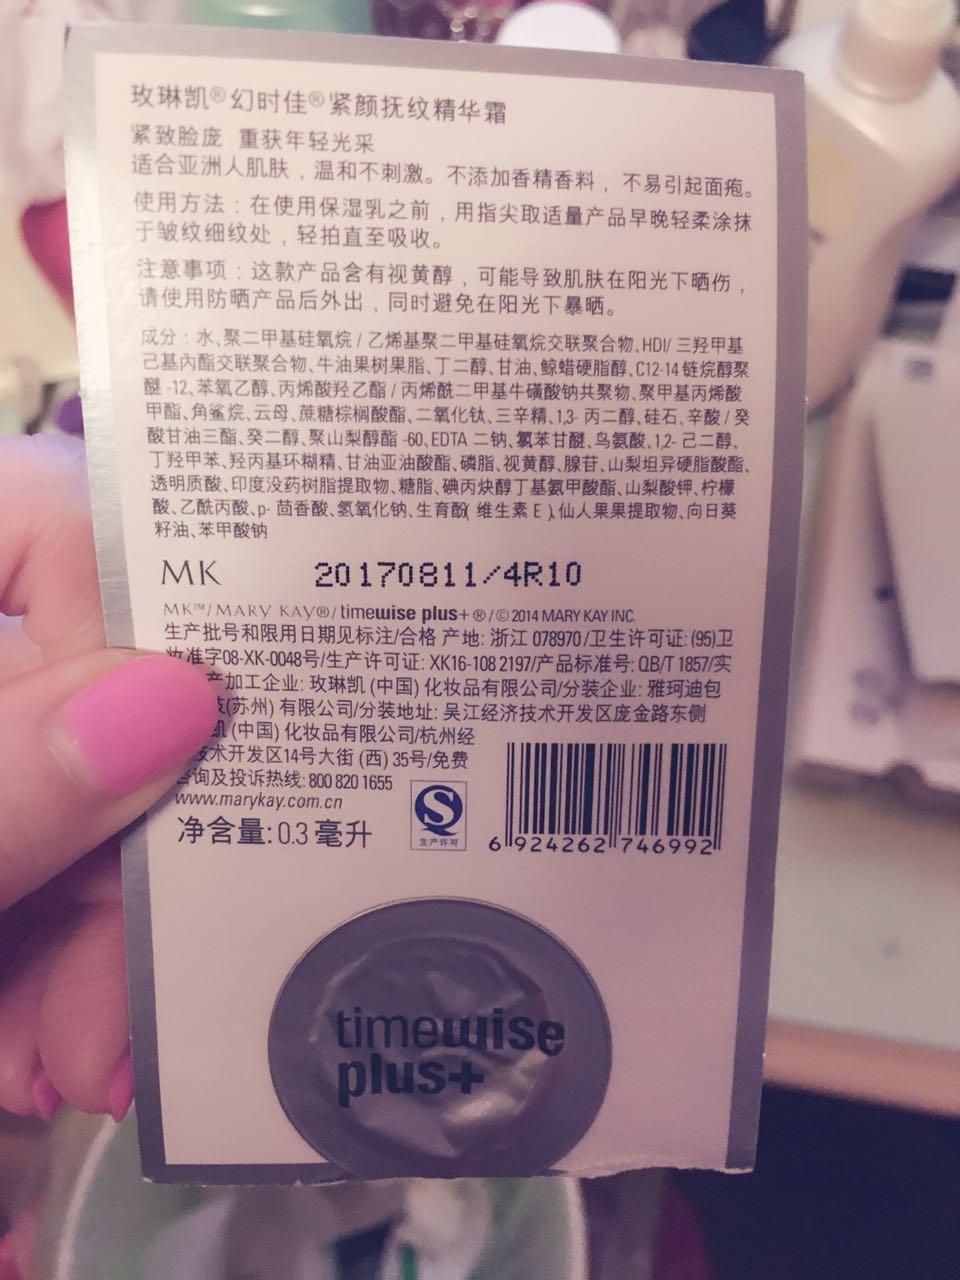 玫琳凯®幻时佳®紧颜抚纹精华霜
紧致脸庞 重获年轻光采
适合亚洲人肌肤，温和不刺激。不添加香精香料，不易引起面疱。
使用方法：在使用保湿乳之前，用指尖取适量产品早晚轻柔涂抹
于皱纹细纹处，轻拍直至吸收。
注意事项：这款产品含有视黄醇，可能导致肌肤在阳光下晒伤，
请使用防晒产品后外出，同时避免在阳光下暴晒。
成分：水、聚二甲基硅氧烷/乙烯基聚二甲基硅氧烷交联聚合物、HDI/三羟甲基
己基内酯交联聚合物、牛油果树果脂、丁二醇、甘油、鲸蜡硬脂醇、C12-14链烷醇聚
醚-12、苯氧乙醇、丙烯酸羟乙酯/丙烯酰二甲基牛磺酸钠共聚物、聚甲基丙烯酸
甲酯、角鲨烷、云母、蔗糖棕榈酸酯、二氧化钛、三辛精、1,3-丙二醇、硅石、辛酸/癸
酸甘油三酯、癸二醇、聚山梨醇酯-60、EDTA二钠、氯苯甘醚、鸟氨酸、1,2-己二醇、
丁羟甲苯、羟丙基环糊精、甘油亚油酸酯、磷脂、视黄醇、腺苷、山梨坦异硬脂酸酯、
透明质酸、印度没药树脂提取物、糖脂、碘丙炔醇丁基氨甲酸酯、山梨酸钾、柠檬
酸、乙酰丙酸、p-茴香酸、氢氧化钠、生育酚(维生素E)、仙人果果提取物、向日葵
籽油、苯甲酸钠
MK 20170811/4R10
MK™/MARY KAY®/timewise plus+®/©2014 MARY KAY INC.
生产批号和限用日期见标注/合格 产地: 浙江 078970/卫生许可证: (95)卫
妆准字08-XK-0048号/生产许可证: XK16-108 2197/产品标准号: QB/T 1857/实
产加工企业: 玫琳凯(中国)化妆品有限公司/分装企业: 雅珂迪包
技(苏州)有限公司/分装地址: 吴江经济技术开发区庞金路东侧
凯(中国)化妆品有限公司/杭州经
技术开发区14号大街(西)35号/免费
咨询及投诉热线: 800 820 1655
www.marykay.com.cn
净含量: 0.3毫升
生产许可
6 924262 746992
timewise
plus+